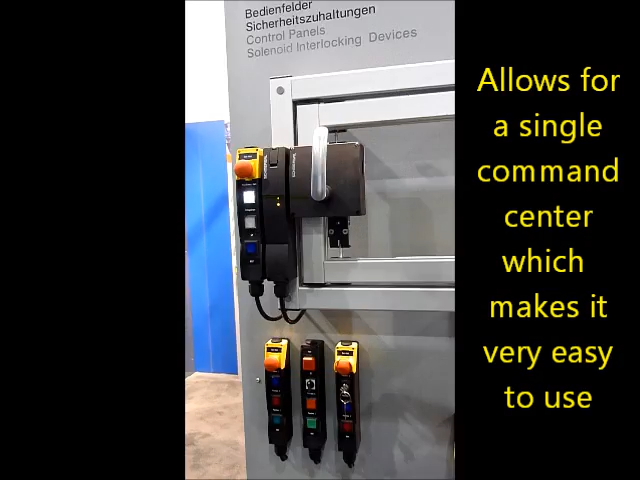 Bedienfelder
Sicherheitszuhaltungen
Control Panels
Solenoid Interlocking Devices
Allows for
a single
command
center
which
makes it
very easy
to use